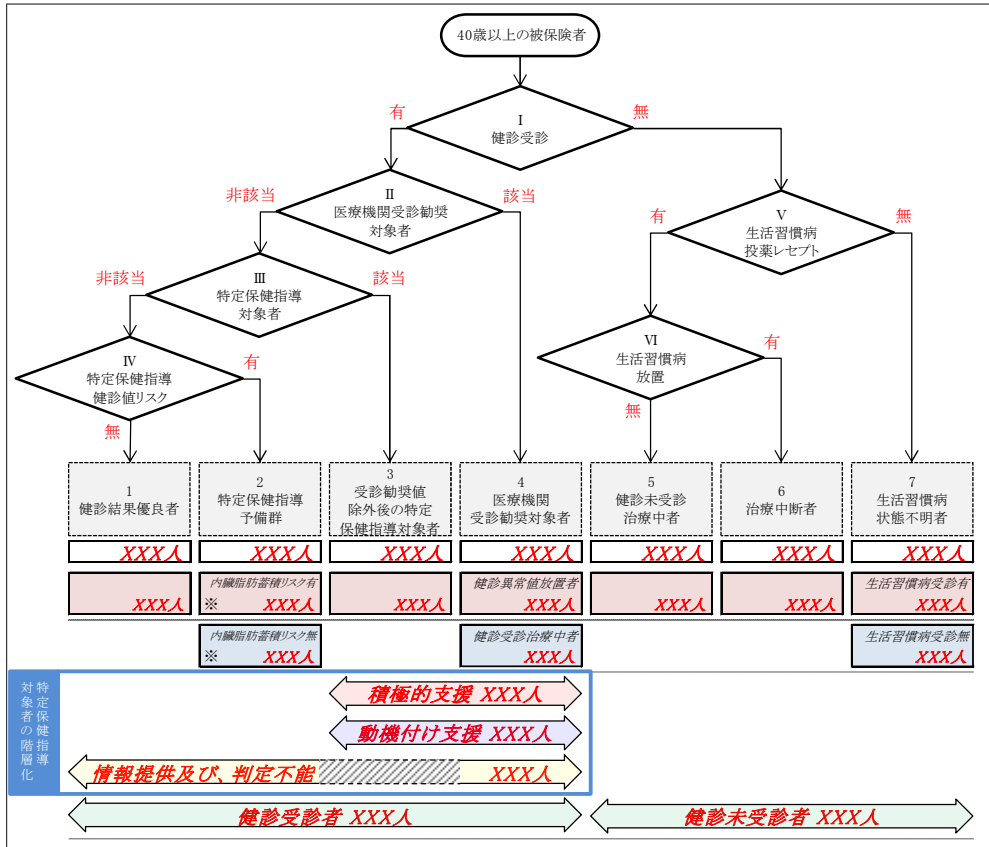 40歳以上の被保険者
有
Ⅰ
健診受診
無
非該当
Ⅱ
医療機関受診勧奨
対象者
該当
有
Ⅴ
生活習慣病
投薬レセプト
無
非該当
Ⅲ
特定保健指導
対象者
該当
Ⅳ
特定保健指導
健診値リスク
有
無
Ⅵ
生活習慣病
放置
有
無
1
健診結果優良者
2
特定保健指導
予備群
3
受診勧奨値
除外後の特定
保健指導対象者
4
医療機関
受診勧奨対象者
5
健診未受診
治療中者
6
治療中断者
7
生活習慣病
状態不明者
XXX人
XXX人
XXX人
XXX人
XXX人
XXX人
XXX人
XXX人
内臓脂肪蓄積リスク有
※ XXX人
XXX人
健診異常値放置者
XXX人
XXX人
XXX人
生活習慣病受診有
XXX人
内臓脂肪蓄積リスク無
※ XXX人
健診受診治療中者
XXX人
生活習慣病受診無
XXX人
特定保健指導
対象者の階層化
積極的支援 XXX人
動機付け支援 XXX人
情報提供及び、判定不能 XXX人
健診受診者 XXX人
健診未受診者 XXX人